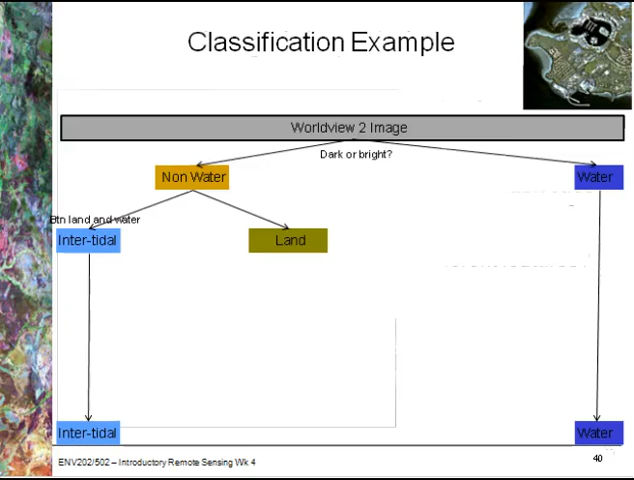 Classification Example
Worldview 2 Image
Dark or bright?
Non Water
Water
Btn land and water
Inter-tidal
Land
Inter-tidal
Water
ENV202/502 – Introductory Remote Sensing Wk 4
40